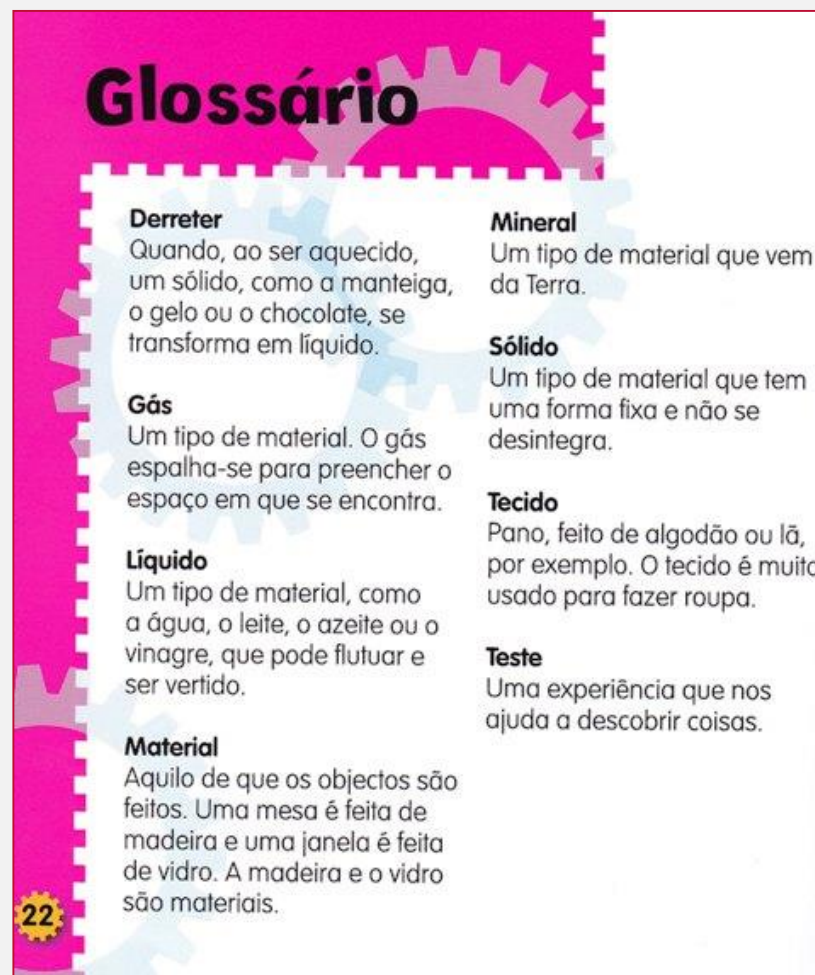 Glossário
Derreter
Quando, ao ser aquecido,
um sólido, como a manteiga,
o gelo ou o chocolate, se
transforma em líquido.
Gás
Um tipo de material. O gás
espalha-se para preencher o
espaço em que se encontra.
Líquido
Um tipo de material, como
a água, o leite, o azeite ou o
vinagre, que pode flutuar e
ser vertido.
Material
Aquilo de que os objectos são
feitos. Uma mesa é feita de
madeira e uma janela é feita
de vidro. A madeira e o vidro
são materiais.
Mineral
Um tipo de material que vem
da Terra.
Sólido
Um tipo de material que tem
uma forma fixa e não se
desintegra.
Tecido
Pano, feito de algodão ou lã,
por exemplo. O tecido é muito
usado para fazer roupa.
Teste
Uma experiência que nos
ajuda a descobrir coisas.
22